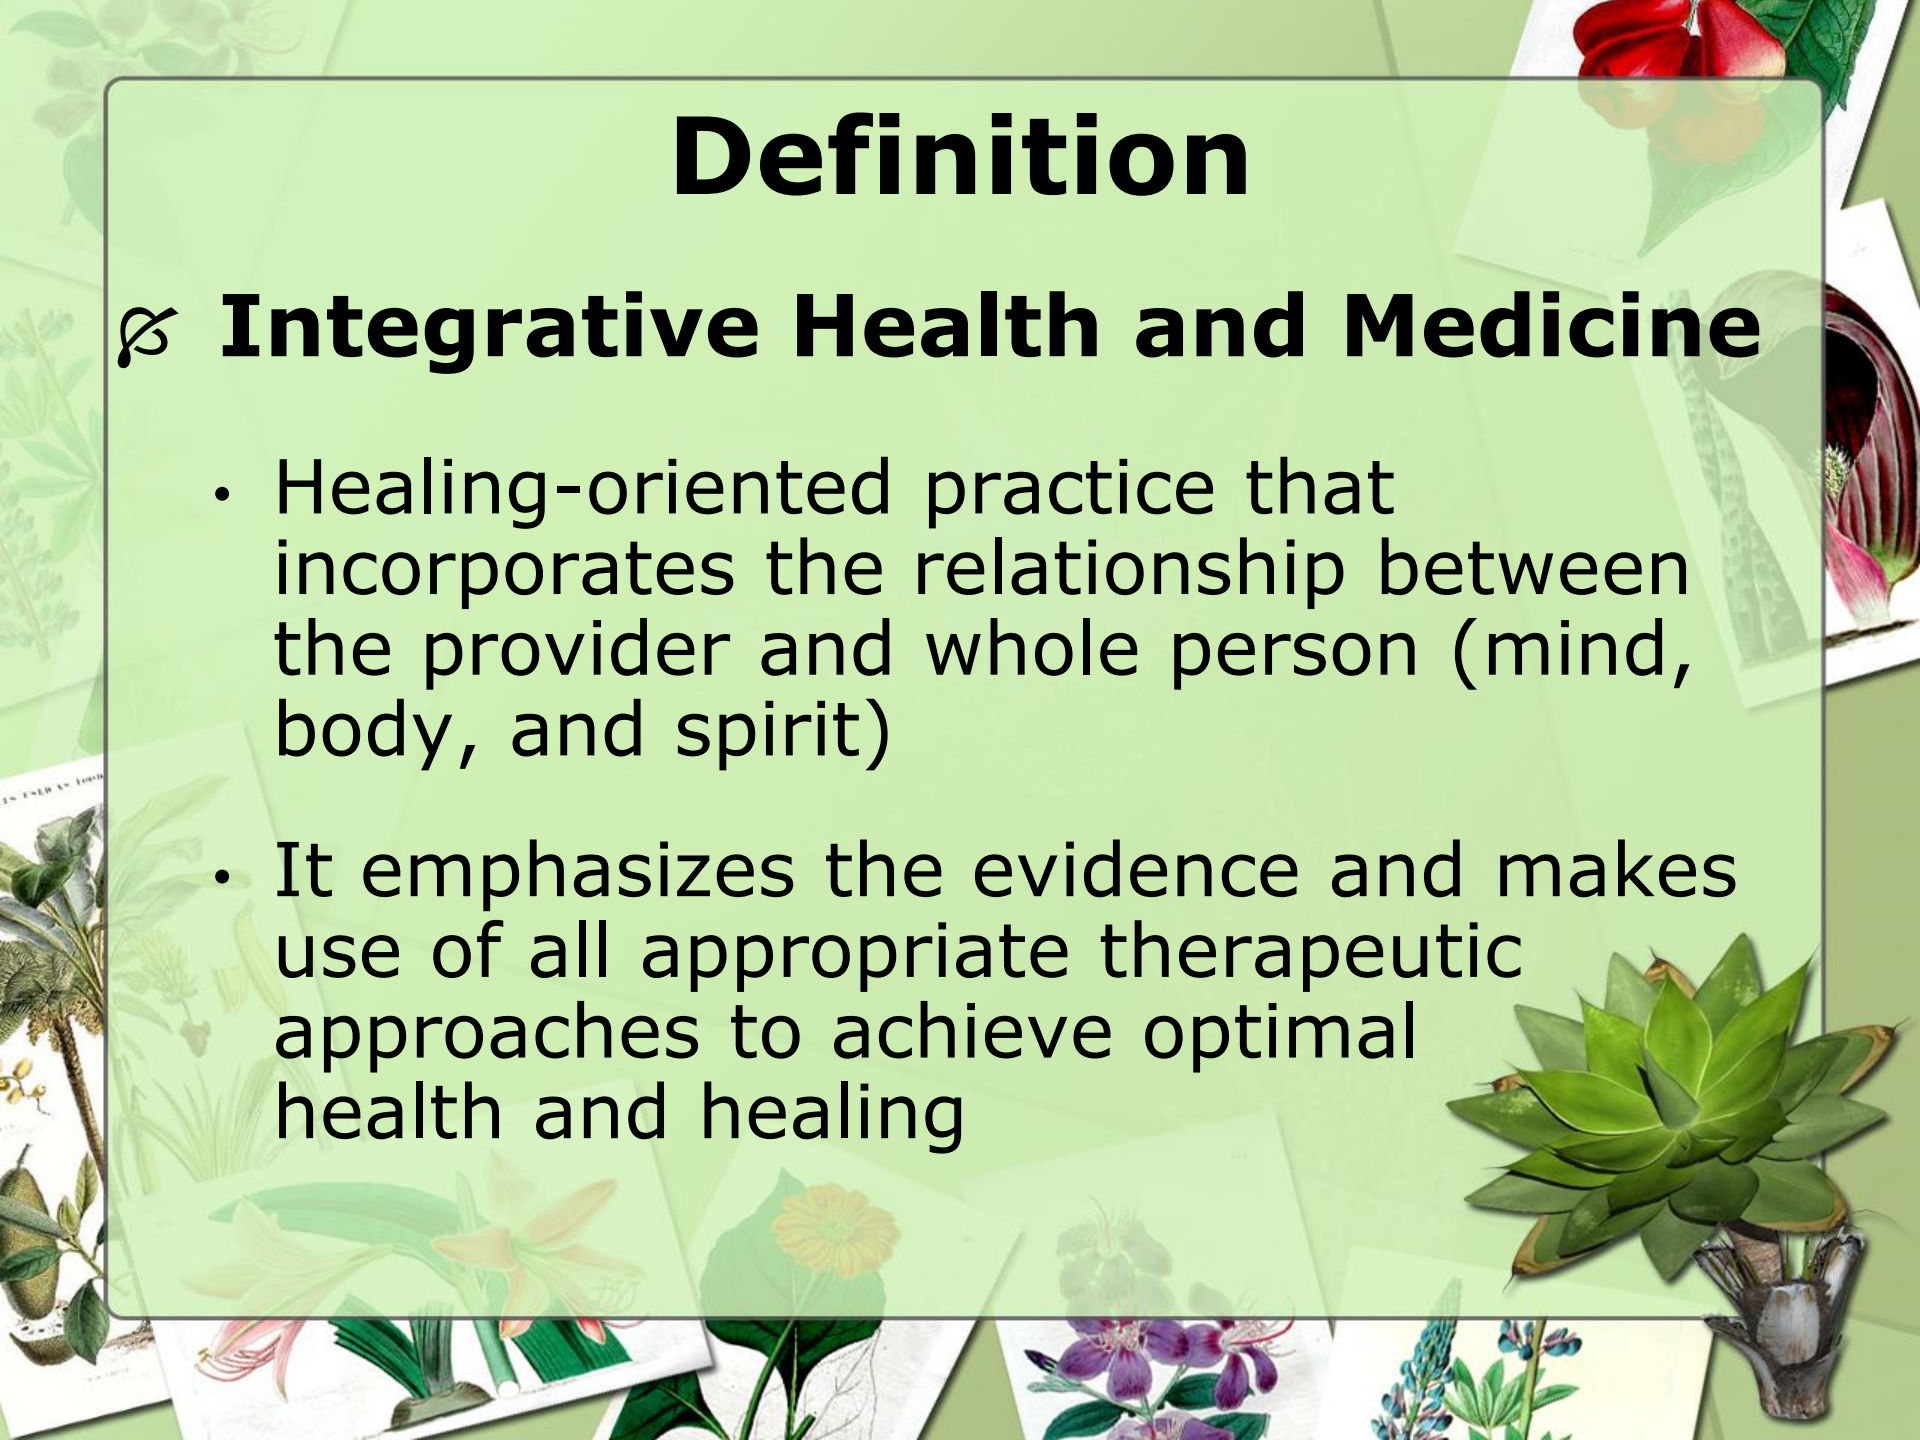 Definition
Integrative Health and Medicine
• Healing-oriented practice that
incorporates the relationship between
the provider and whole person (mind,
body, and spirit)
• It emphasizes the evidence and makes
use of all appropriate therapeutic
approaches to achieve optimal
health and healing